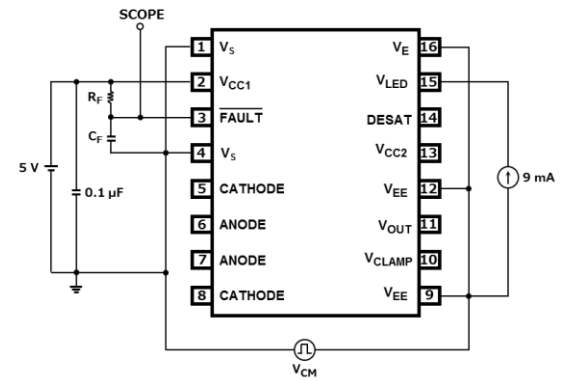 SCOPE
1 VS
2 VCC1
3 FAULT
4 VS
5 CATHODE
6 ANODE
7 ANODE
8 CATHODE
VE 16
VLED 15
DESAT 14
VCC2 13
VEE 12
VOUT 11
VCLAMP 10
VEE 9
RF
CF
5 V
0.1 µF
9 mA
VCM